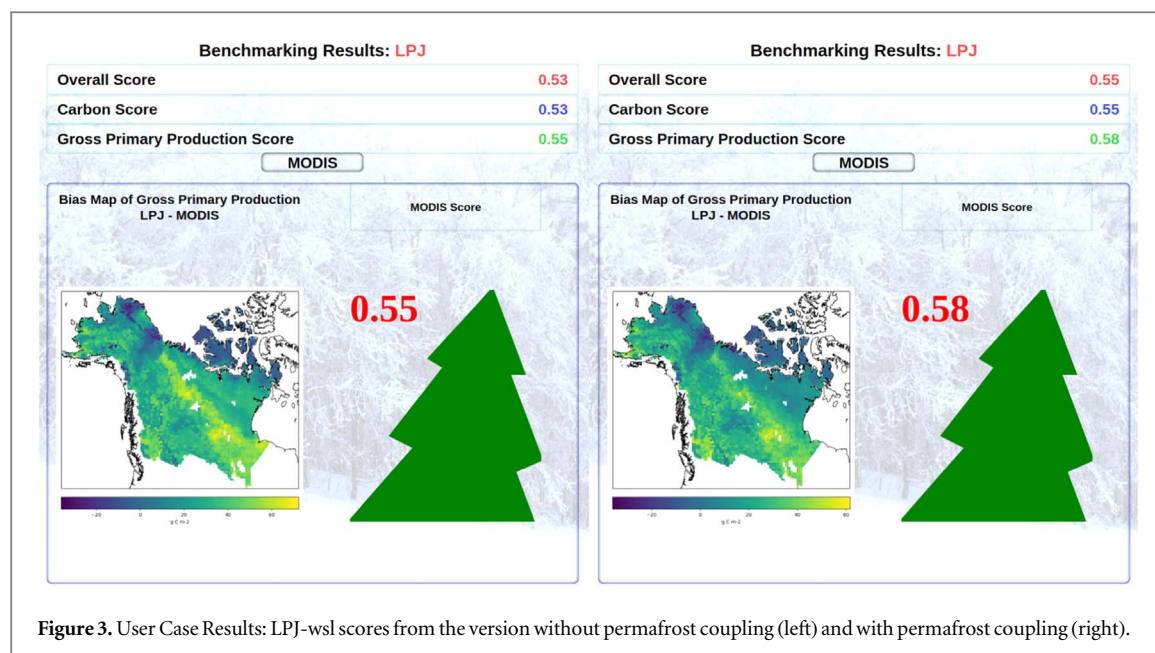 Benchmarking Results: LPJ
Overall Score 0.53
Carbon Score 0.53
Gross Primary Production Score 0.55
MODIS
Bias Map of Gross Primary Production
LPJ - MODIS
MODIS Score
0.55
−20 0 20 40 60
g C m-2
Benchmarking Results: LPJ
Overall Score 0.55
Carbon Score 0.55
Gross Primary Production Score 0.58
MODIS
Bias Map of Gross Primary Production
LPJ - MODIS
MODIS Score
0.58
−20 0 20 40 60
g C m-2
Figure 3. User Case Results: LPJ-wsl scores from the version without permafrost coupling (left) and with permafrost coupling (right).